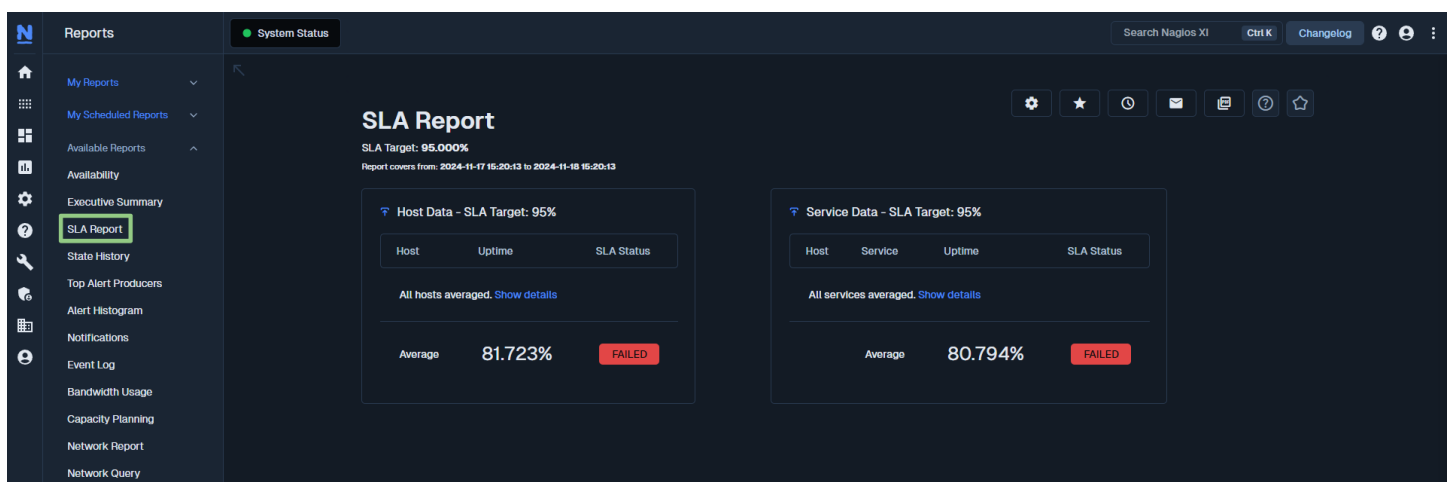 N
Reports
System Status
Search Nagios XI
Ctrl K
Changelog
My Reports
My Scheduled Reports
Available Reports
Availability
Executive Summary
SLA Report
State History
Top Alert Producers
Alert Histogram
Notifications
Event Log
Bandwidth Usage
Capacity Planning
Network Report
Network Query
SLA Report
SLA Target: 95.000%
Report covers from: 2024-11-17 15:20:13 to 2024-11-18 15:20:13
Host Data - SLA Target: 95%
Host Uptime SLA Status
All hosts averaged. Show details
Average 81.723% FAILED
Service Data - SLA Target: 95%
Host Service Uptime SLA Status
All services averaged. Show details
Average 80.794% FAILED